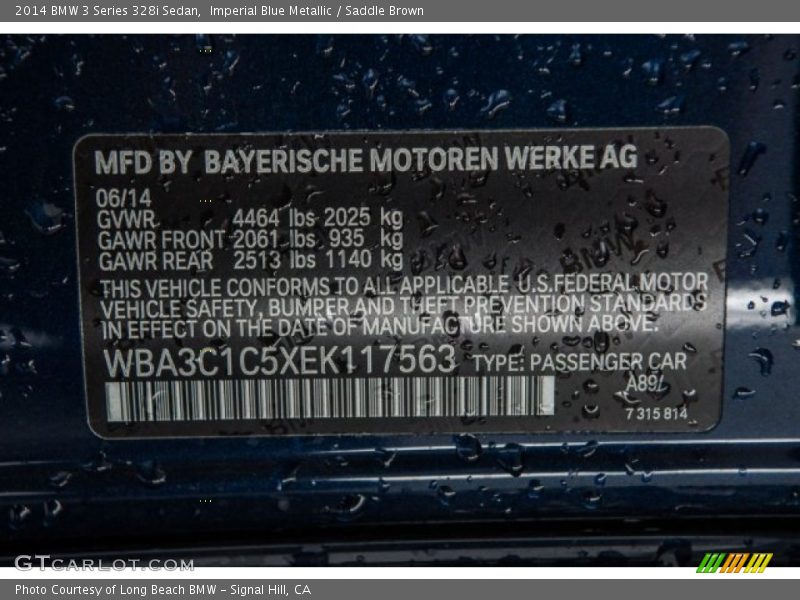 2014 BMW 3 Series 328i Sedan,  Imperial Blue Metallic / Saddle Brown
MFD BY BAYERISCHE MOTOREN WERKE AG
06/14
GVWR 4464 lbs 2025 kg
GAWR FRONT 2061 lbs 935 kg
GAWR REAR 2513 lbs 1140 kg
THIS VEHICLE CONFORMS TO ALL APPLICABLE U.S.FEDERAL MOTOR
VEHICLE SAFETY, BUMPER AND THEFT PREVENTION STANDARDS
IN EFFECT ON THE DATE OF MANUFACTURE SHOWN ABOVE.
WBA3C1C5XEK117563 TYPE: PASSENGER CAR
A89/
7 315 814
GTCARLOT.COM
Photo Courtesy of Long Beach BMW - Signal Hill, CA